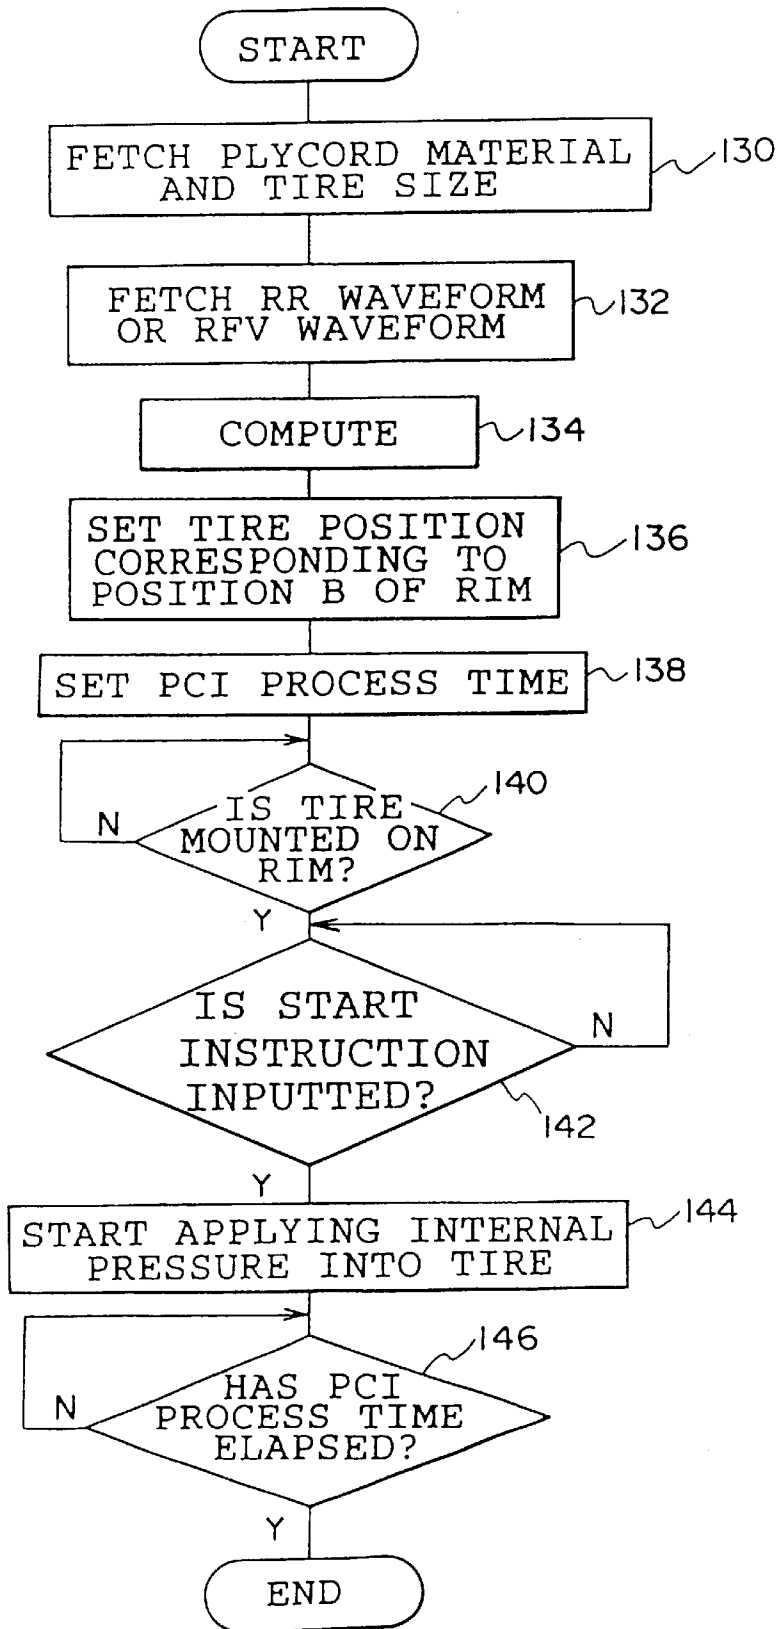 START
FETCH PLYCORD MATERIAL
AND TIRE SIZE
130
FETCH RR WAVEFORM
OR RFV WAVEFORM
132
COMPUTE
134
SET TIRE POSITION
CORRESPONDING TO
POSITION B OF RIM
136
SET PCI PROCESS TIME
138
140
IS TIRE
MOUNTED ON
RIM?
N
Y
IS START
INSTRUCTION
INPUTTED?
N
142
Y
START APPLYING INTERNAL
PRESSURE INTO TIRE
144
146
HAS PCI
PROCESS TIME
ELAPSED?
N
Y
END